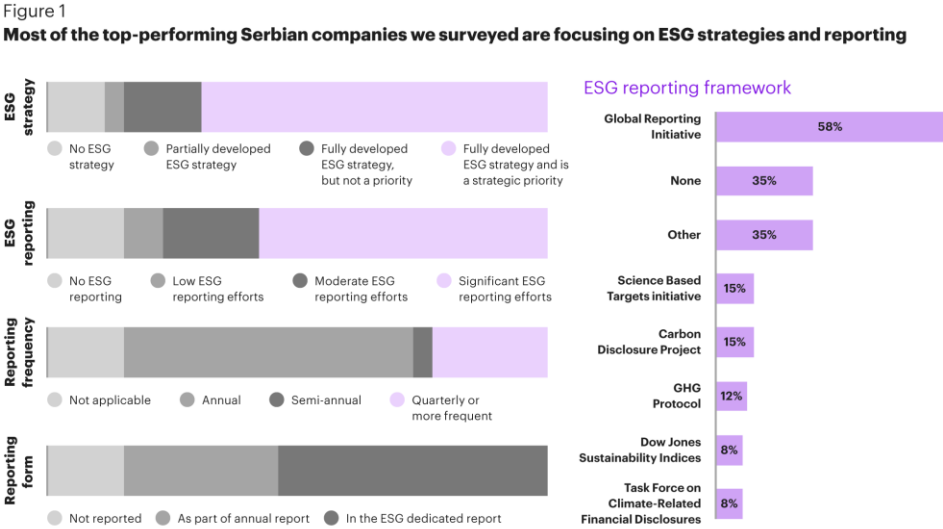 Figure 1
Most of the top-performing Serbian companies we surveyed are focusing on ESG strategies and reporting
ESG
strategy
No ESG
strategy
Partially developed
ESG strategy
Fully developed
ESG strategy,
but not a priority
Fully developed
ESG strategy and is
a strategic priority
ESG
reporting
No ESG
reporting
Low ESG
reporting efforts
Moderate ESG
reporting efforts
Significant ESG
reporting efforts
Reporting
frequency
Not applicable
Annual
Semi-annual
Quarterly or
more frequent
Reporting
form
Not reported
As part of annual report
In the ESG dedicated report
ESG reporting framework
Global Reporting
Initiative
58%
None
35%
Other
35%
Science Based
Targets initiative
15%
Carbon
Disclosure Project
15%
GHG
Protocol
12%
Dow Jones
Sustainability Indices
8%
Task Force on
Climate-Related
Financial Disclosures
8%